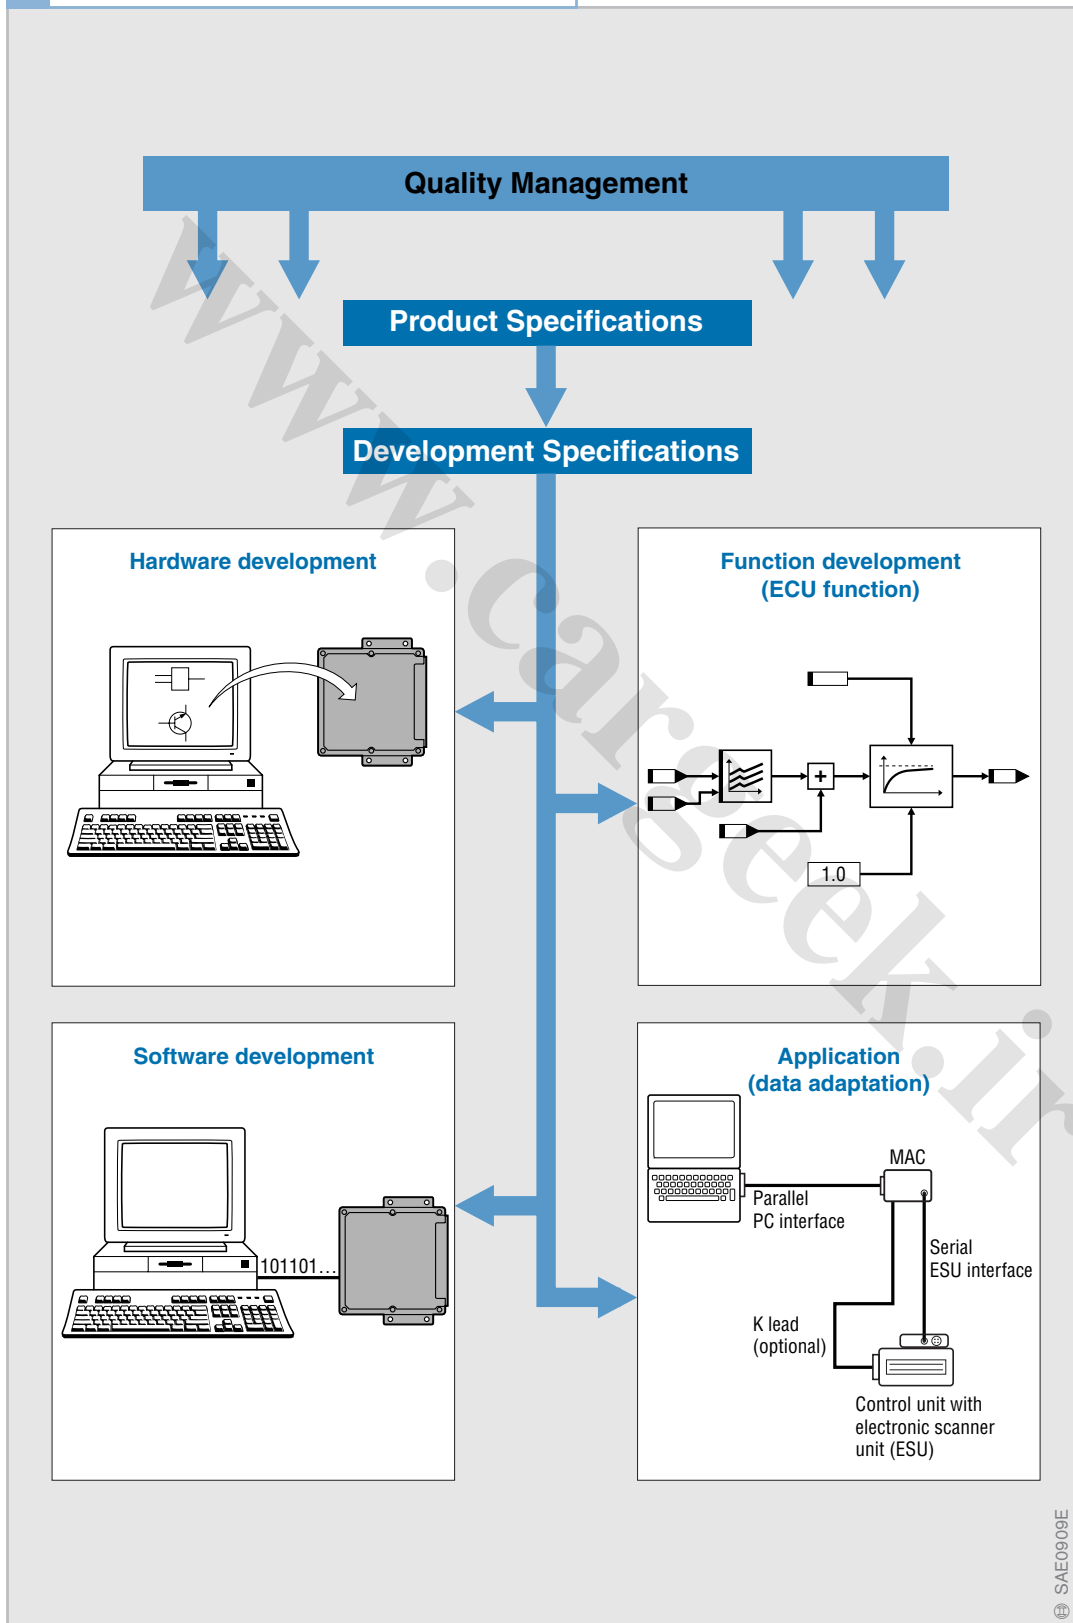 Quality Management
Product Specifications
Development Specifications
Hardware development
Function development
(ECU function)
+
1.0
Software development
101101...
Application
(data adaptation)
MAC
Parallel
PC interface
Serial
ESU interface
K lead
(optional)
Control unit with
electronic scanner
unit (ESU)
www.cargeek.ir
SAE0909E